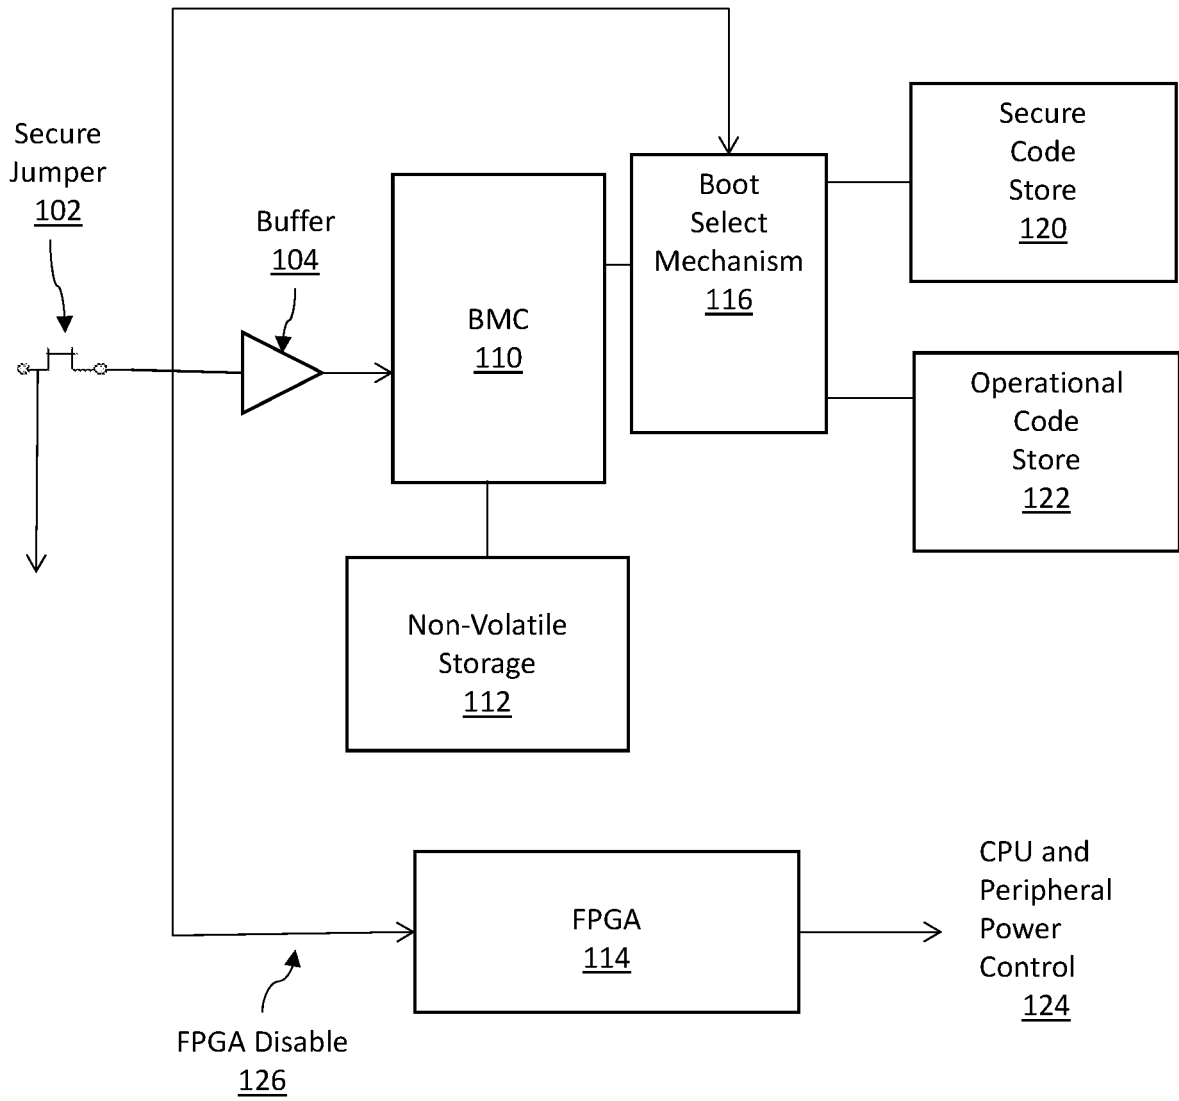 Secure
Jumper
102
Buffer
104
BMC
110
Boot
Select
Mechanism
116
Secure
Code
Store
120
Operational
Code
Store
122
Non-Volatile
Storage
112
FPGA
114
CPU and
Peripheral
Power
Control
124
FPGA Disable
126